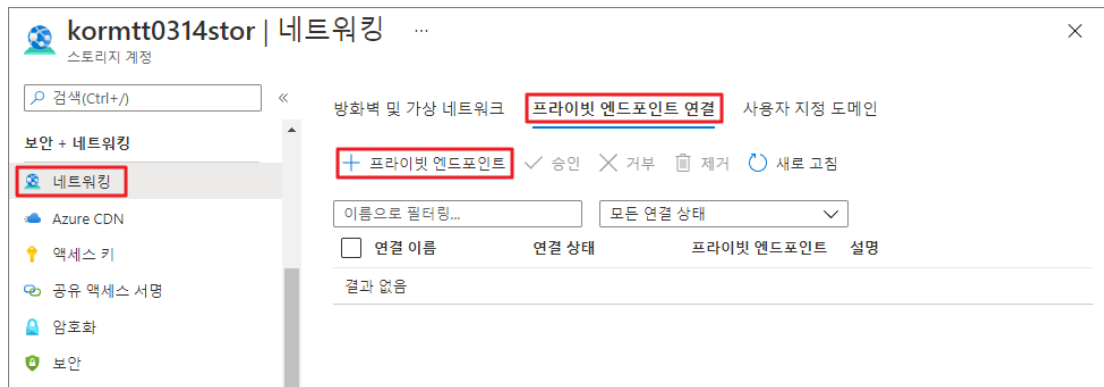 kormtt0314stor | 네트워킹 ...
스토리지 계정
검색(Ctrl+/)
보안 + 네트워킹
네트워킹
Azure CDN
액세스 키
공유 액세스 서명
암호화
보안
방화벽 및 가상 네트워크 프라이빗 엔드포인트 연결 사용자 지정 도메인
프라이빗 엔드포인트 승인 거부 제거 새로 고침
이름으로 필터링... 모든 연결 상태
연결 이름 연결 상태 프라이빗 엔드포인트 설명
결과 없음